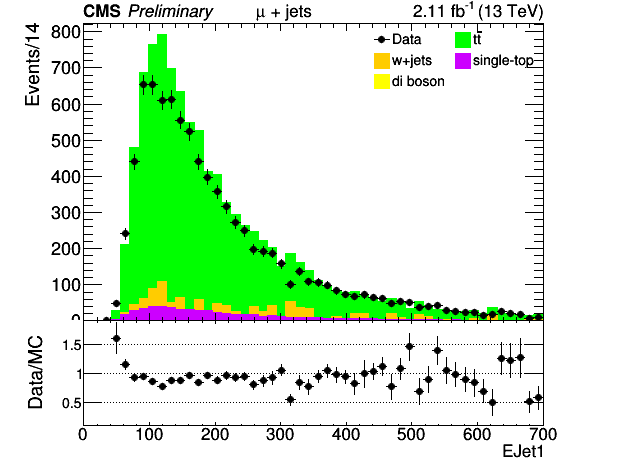 CMS Preliminary μ + jets 2.11 fb⁻¹ (13 TeV)
Events/14
800
700
600
500
400
300
200
100
0
Data
tt̄
w+jets
single-top
di boson
Data/MC
1.5
1
0.5
0 100 200 300 400 500 600 700
EJet1